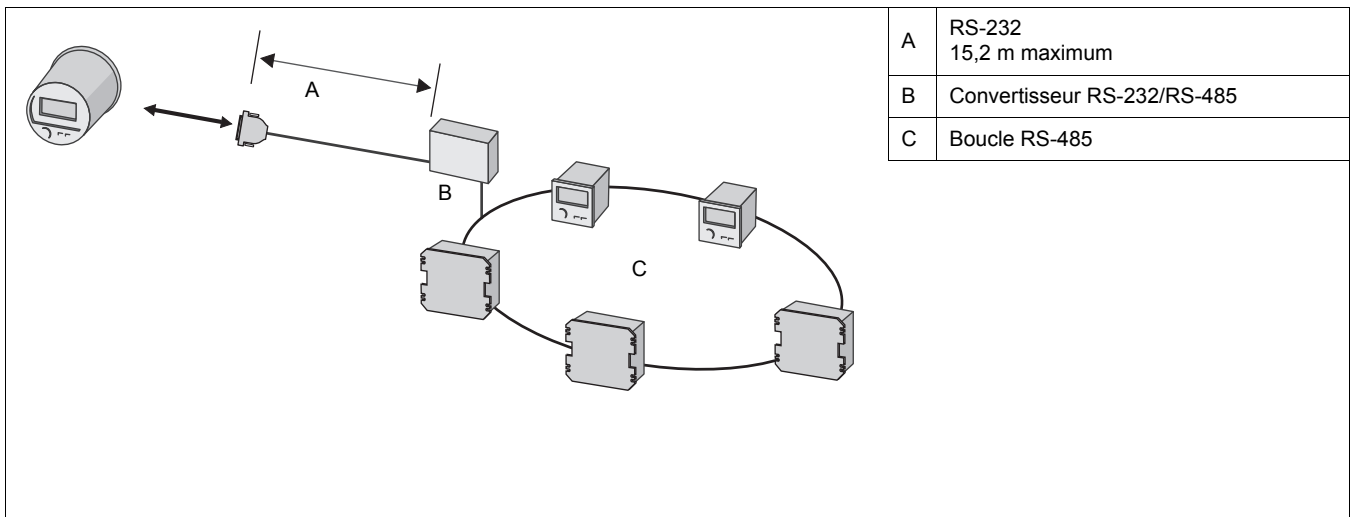 A
B
C
A
RS-232
15,2 m maximum
B
Convertisseur RS-232/RS-485
C
Boucle RS-485